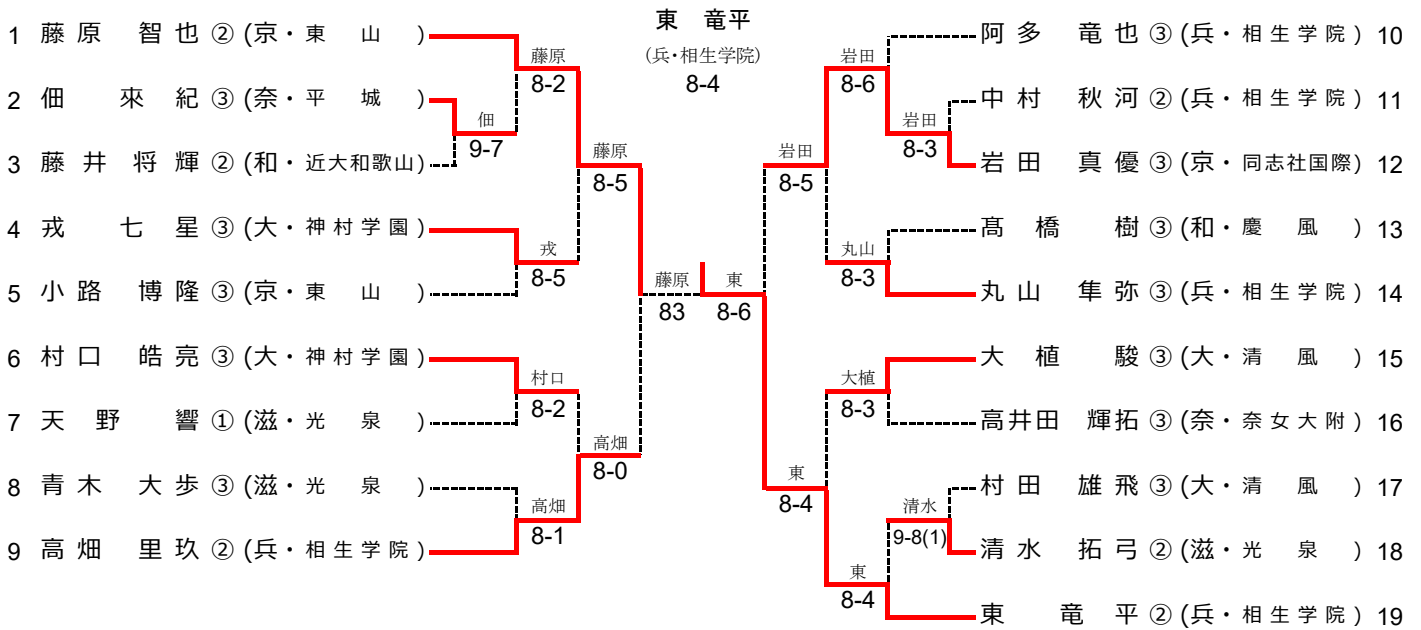 東 竜平
(兵・相生学院)
8-4
1 藤原 智也 ② (京・東山)
2 佃 來紀 ③ (奈・平城)
3 藤井 将輝 ② (和・近大和歌山)
4 戎 七星 ③ (大・神村学園)
5 小路 博隆 ③ (京・東山)
6 村口 皓亮 ③ (大・神村学園)
7 天野 響 ① (滋・光泉)
8 青木 大歩 ③ (滋・光泉)
9 高畑 里玖 ② (兵・相生学院)
佃
9-7
藤原
8-2
戎
8-5
村口
8-2
高畑
8-1
藤原
8-5
高畑
8-0
藤原
83
東
8-6
岩田
8-5
東
8-4
岩田
8-6
丸山
8-3
大植
8-3
東
8-4
岩田
8-3
清水
9-8(1)
阿多 竜也 ③ (兵・相生学院) 10
中村 秋河 ② (兵・相生学院) 11
岩田 真優 ③ (京・同志社国際) 12
髙橋 樹 ③ (和・慶風) 13
丸山 隼弥 ③ (兵・相生学院) 14
大植 駿 ③ (大・清風) 15
高井田 輝拓 ③ (奈・奈女大附) 16
村田 雄飛 ③ (大・清風) 17
清水 拓弓 ② (滋・光泉) 18
東 竜平 ② (兵・相生学院) 19